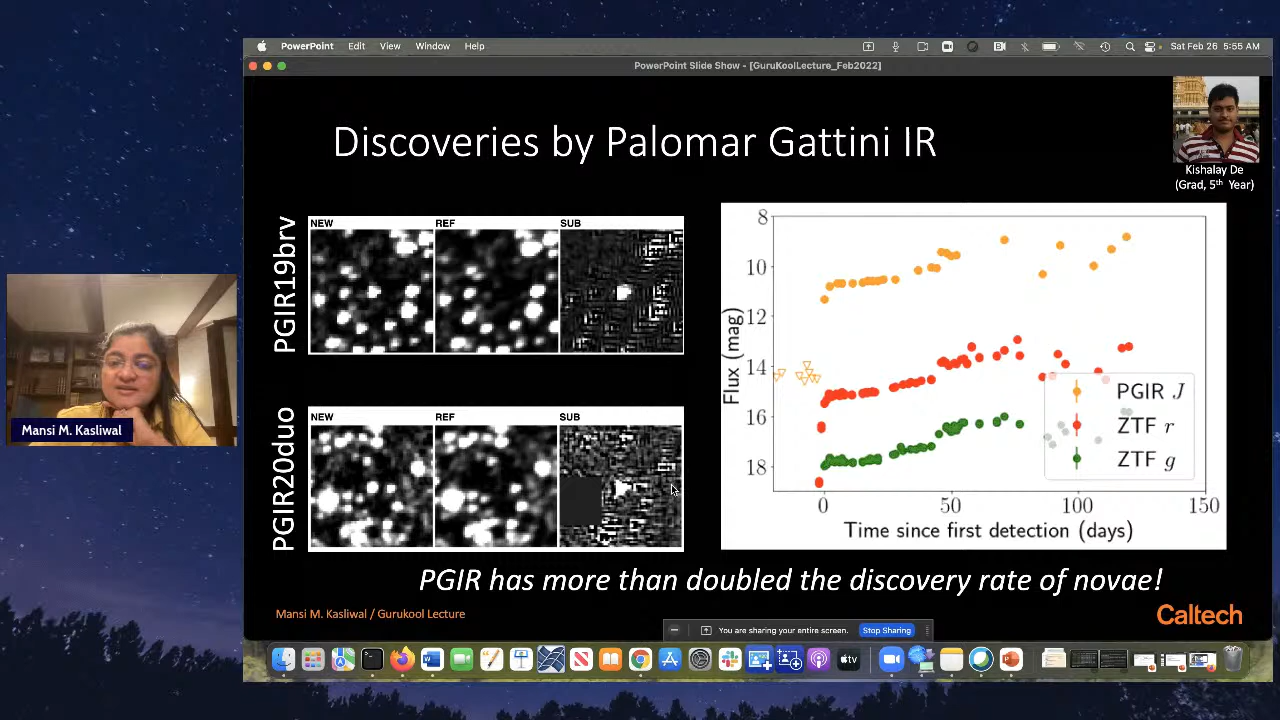 PowerPoint Edit View Window Help
Sat Feb 26 5:55 AM
PowerPoint Slide Show - [GuruKoolLecture_Feb2022]
Discoveries by Palomar Gattini IR
Kishalay De
(Grad, 5th Year)
PGIR19brv
NEW REF SUB
PGIR20duo
NEW REF SUB
Flux (mag)
8
10
12
14
16
18
0 50 100 150
Time since first detection (days)
PGIR J
ZTF r
ZTF g
Mansi M. Kasliwal
PGIR has more than doubled the discovery rate of novae!
Mansi M. Kasliwal / Gurukool Lecture
Caltech
You are sharing your entire screen. Stop Sharing
tv